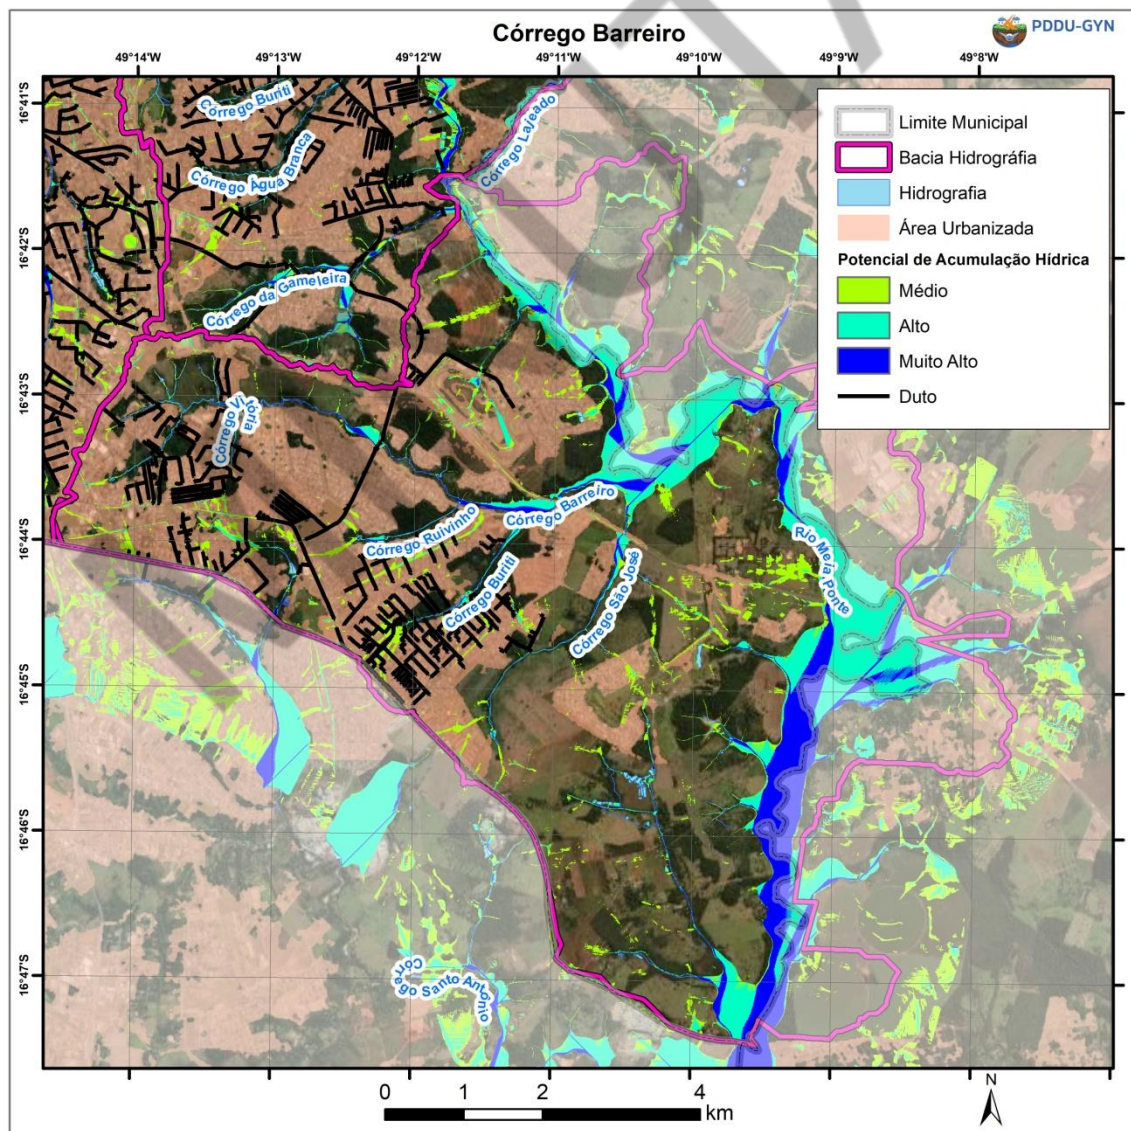 Córrego Barreiro
PDDU-GYN
49°14'W
49°13'W
49°12'W
49°11'W
49°10'W
49°9'W
49°8'W
16°41'S
16°42'S
16°43'S
16°44'S
16°45'S
16°46'S
16°47'S
Córrego Buriti
Córrego Água Branca
Córrego Lajeado
Córrego da Gameleira
Córrego Vitória
Córrego Ruivinho
Córrego Barreiro
Córrego Buriti
Córrego São José
Rio Meia Ponte
Córrego Santo Antônio
Limite Municipal
Bacia Hidrográfia
Hidrografia
Área Urbanizada
Potencial de Acumulação Hídrica
Médio
Alto
Muito Alto
Duto
0 1 2 4
km
N